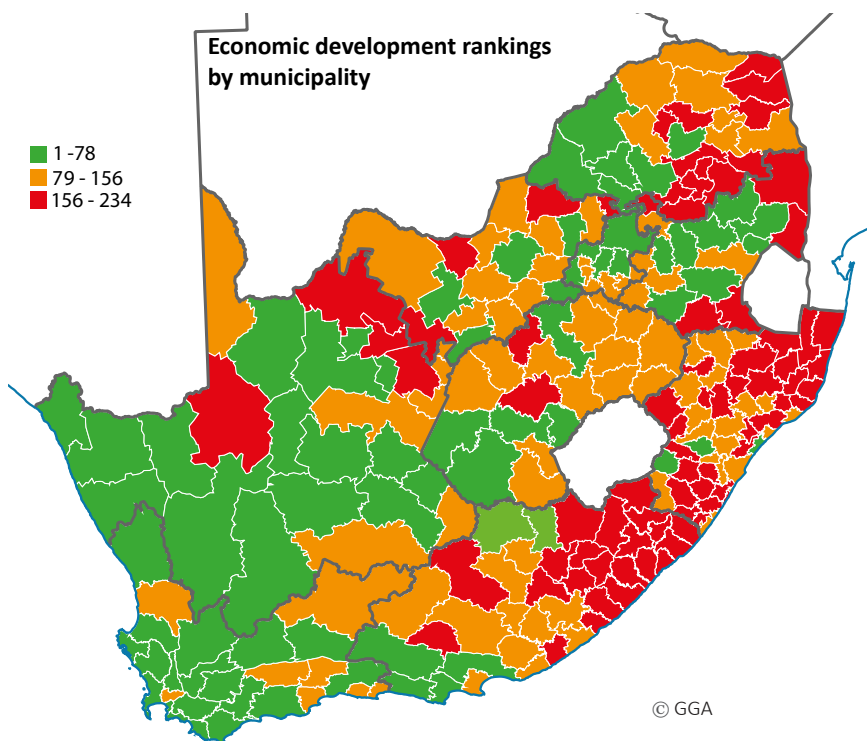 Economic development rankings
by municipality
1 -78
79 - 156
156 - 234
© GGA